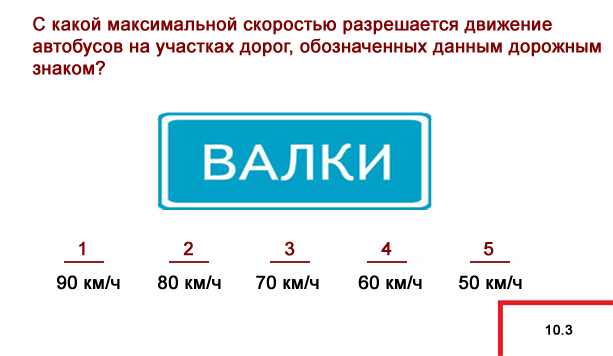 С какой максимальной скоростью разрешается движение
автобусов на участках дорог, обозначенных данным дорожным
знаком?
ВАЛКИ
1 2 3 4 5
90 км/ч 80 км/ч 70 км/ч 60 км/ч 50 км/ч
10.3